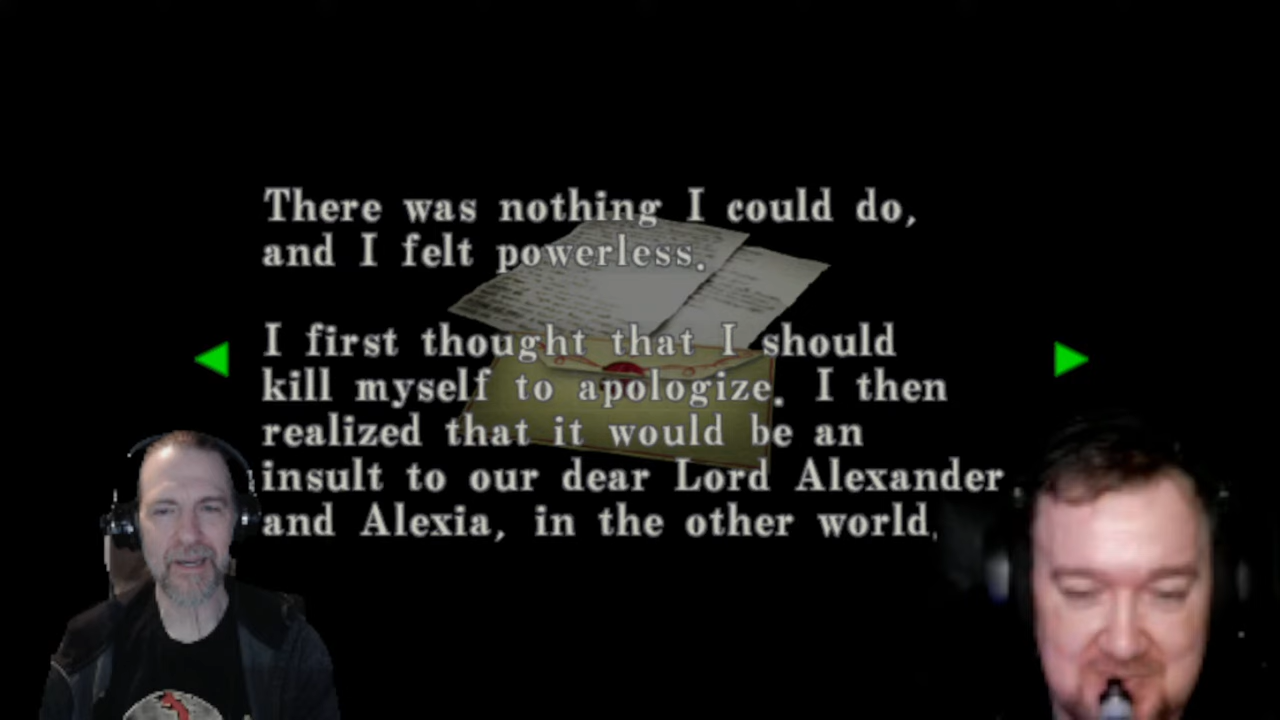 There was nothing I could do,
and I felt powerless.
I first thought that I should
kill myself to apologize. I then
realized that it would be an
insult to our dear Lord Alexander
and Alexia, in the other world.